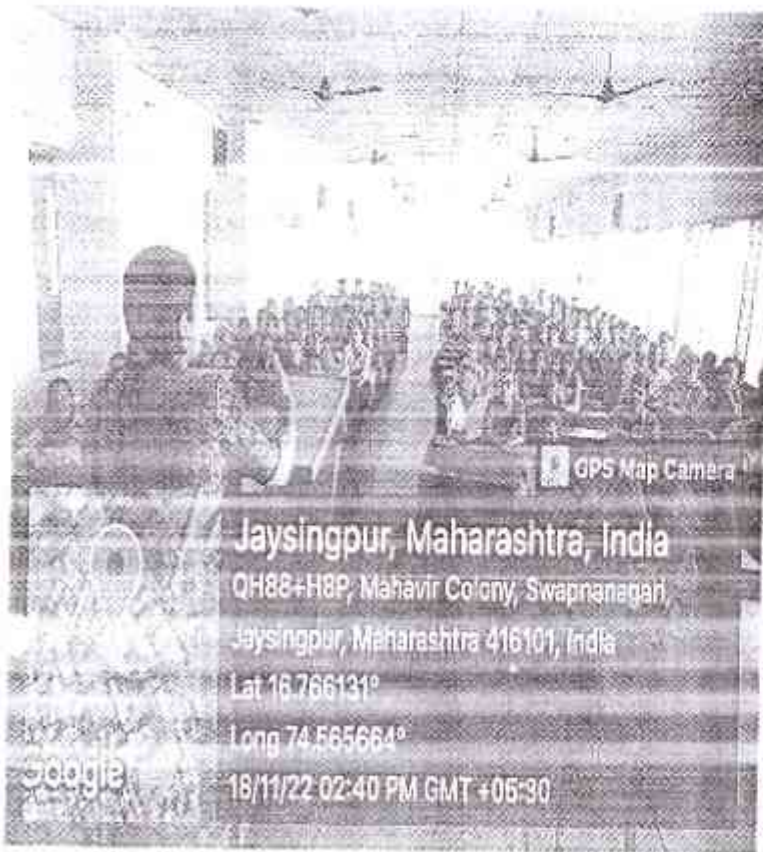 GPS Map Camera
Jaysingpur, Maharashtra, India
QH88+H8P, Mahavir Colony, Swapnanagari,
Jaysingpur, Maharashtra 416101, India
Lat 16.766131°
Long 74.565664°
18/11/22 02:40 PM GMT +05:30
Google